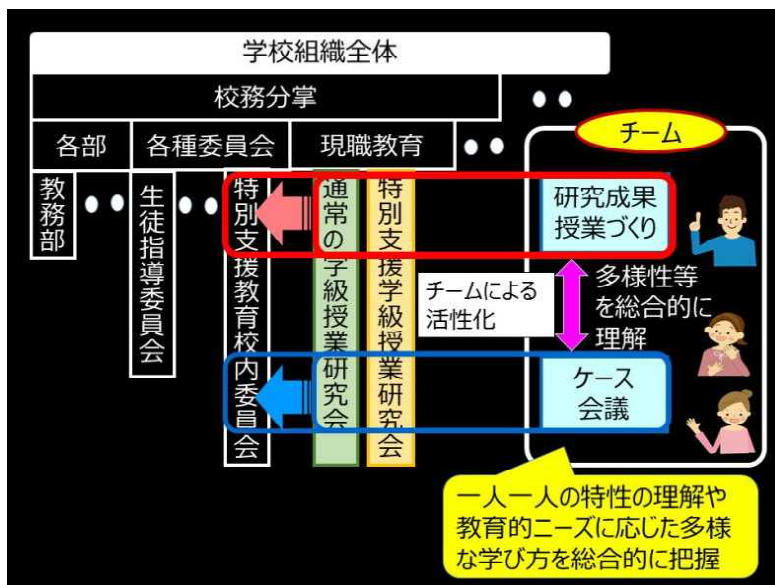 学校組織全体
校務分掌
各部
各種委員会
現職教育
教務部
生徒指導委員会
特別支援教育校内委員会
通常の学級授業研究会
特別支援学級授業研究会
チーム
研究成果
授業づくり
チームによる
活性化
多様性等
を総合的に
理解
ケース
会議
一人一人の特性の理解や
教育的ニーズに応じた多様
な学び方を総合的に把握